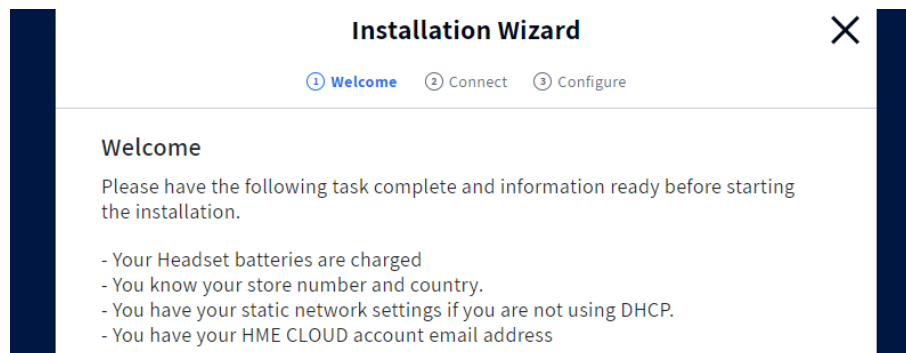 Installation Wizard
1 Welcome 2 Connect 3 Configure
Welcome
Please have the following task complete and information ready before starting
the installation.
- Your Headset batteries are charged
- You know your store number and country.
- You have your static network settings if you are not using DHCP.
- You have your HME CLOUD account email address